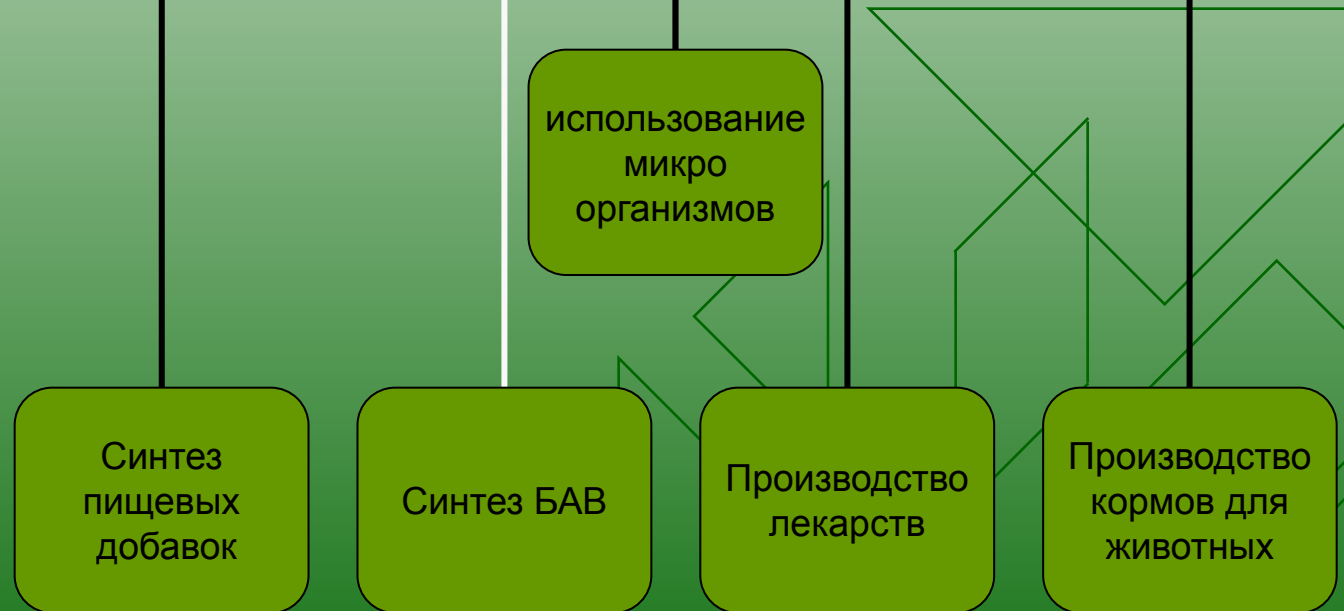 использование
микро
организмов
Синтез
пищевых
добавок
Синтез БАВ
Производство
лекарств
Производство
кормов для
животных